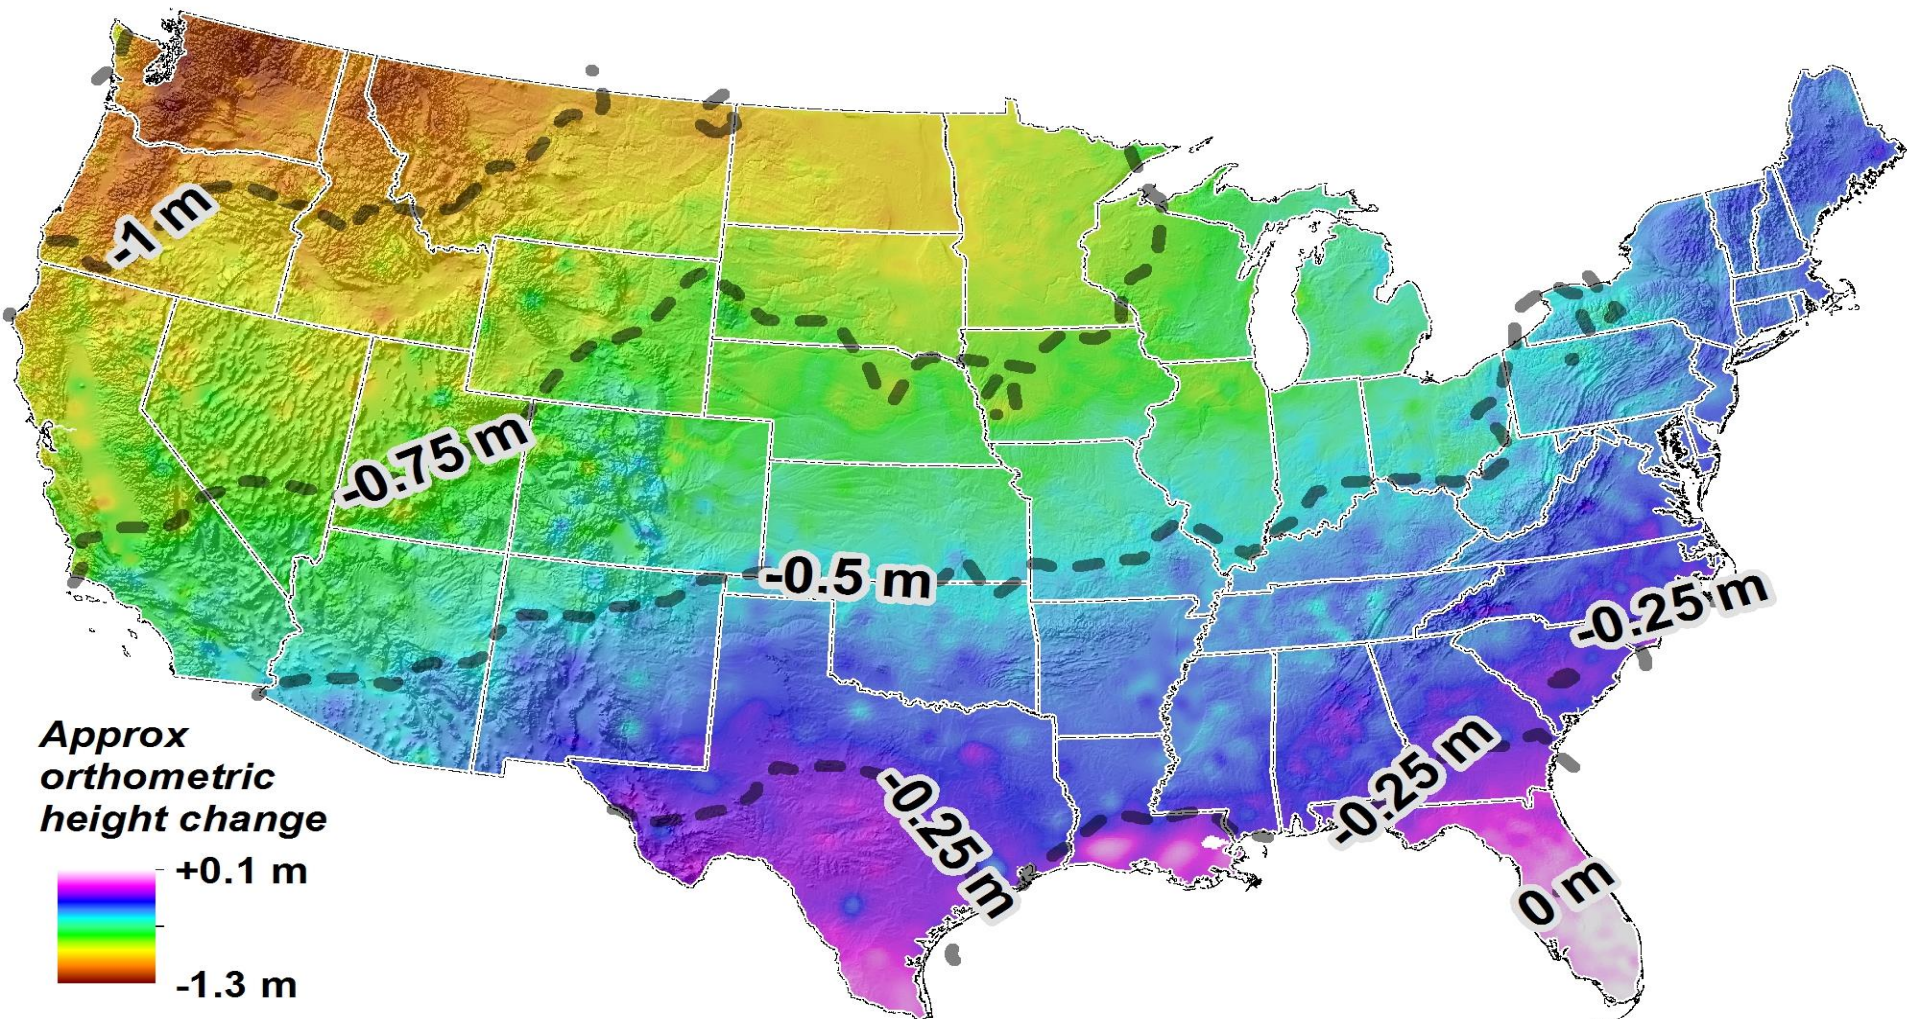 -1 m
-0.75 m
-0.5 m
-0.25 m
-0.25 m
-0.25 m
0 m
Approx
orthometric
height change
+0.1 m
-1.3 m